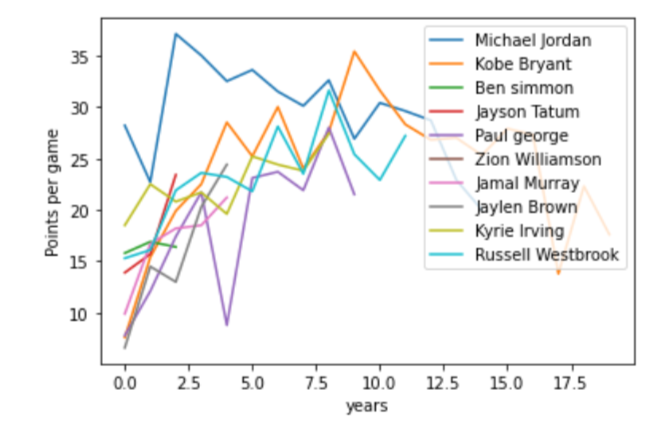 Michael Jordan
Kobe Bryant
Ben simmon
Jayson Tatum
Paul george
Zion Williamson
Jamal Murray
Jaylen Brown
Kyrie Irving
Russell Westbrook
Points per game
35
30
25
20
15
10
0.0 2.5 5.0 7.5 10.0 12.5 15.0 17.5
years